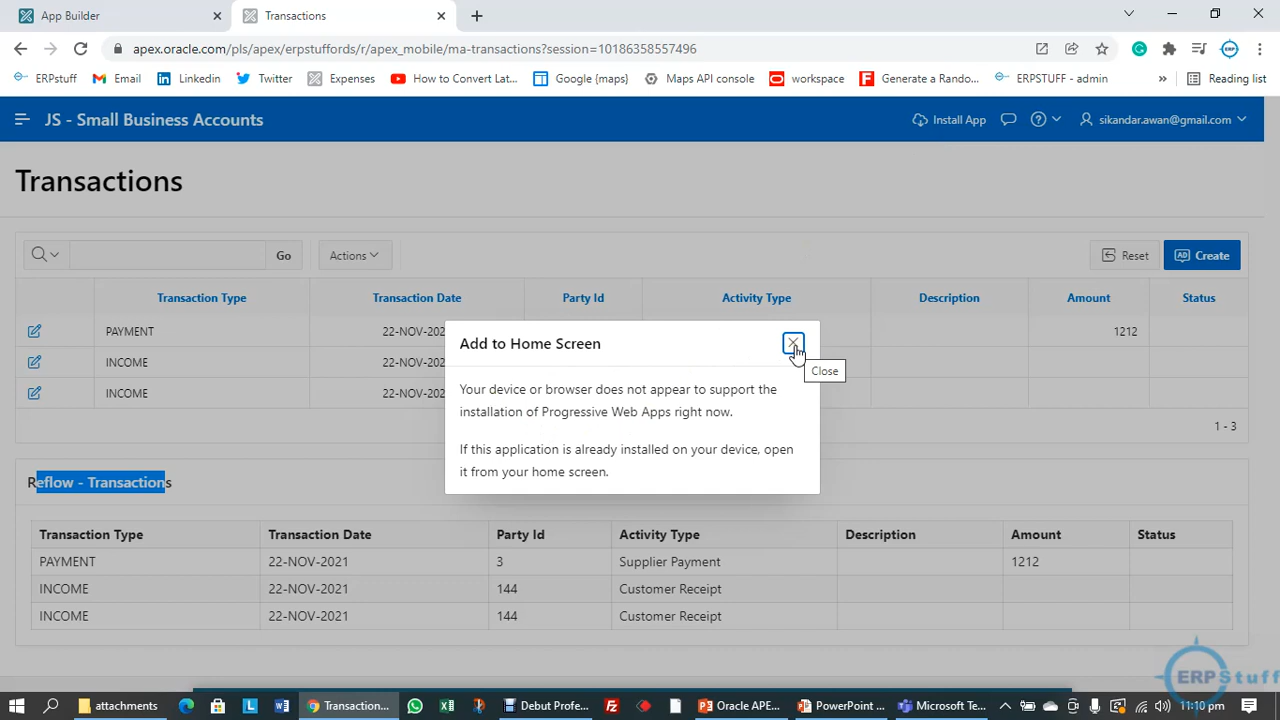 App Builder
Transactions
apex.oracle.com/pls/apex/erpstuffords/r/apex_mobile/ma-transactions?session=10186358557496
ERPstuff Email Linkedin Twitter Expenses How to Convert Lat... Google {maps} Maps API console workspace Generate a Rando... ERPSTUFF - admin » Reading list
JS - Small Business Accounts
Install App
sikandar.awan@gmail.com
Transactions
Go Actions Reset Create
Transaction Type Transaction Date Party Id Activity Type Description Amount Status
PAYMENT 22-NOV-202 1212
INCOME 22-NOV-202
INCOME 22-NOV-202
1 - 3
Add to Home Screen
Close
Your device or browser does not appear to support the
installation of Progressive Web Apps right now.
If this application is already installed on your device, open
it from your home screen.
Reflow - Transactions
Transaction Type Transaction Date Party Id Activity Type Description Amount Status
PAYMENT 22-NOV-2021 3 Supplier Payment 1212
INCOME 22-NOV-2021 144 Customer Receipt
INCOME 22-NOV-2021 144 Customer Receipt
ERPStuff
attachments Transaction... Debut Profe... Oracle APE... PowerPoint ... Microsoft Te... 11:10 pm